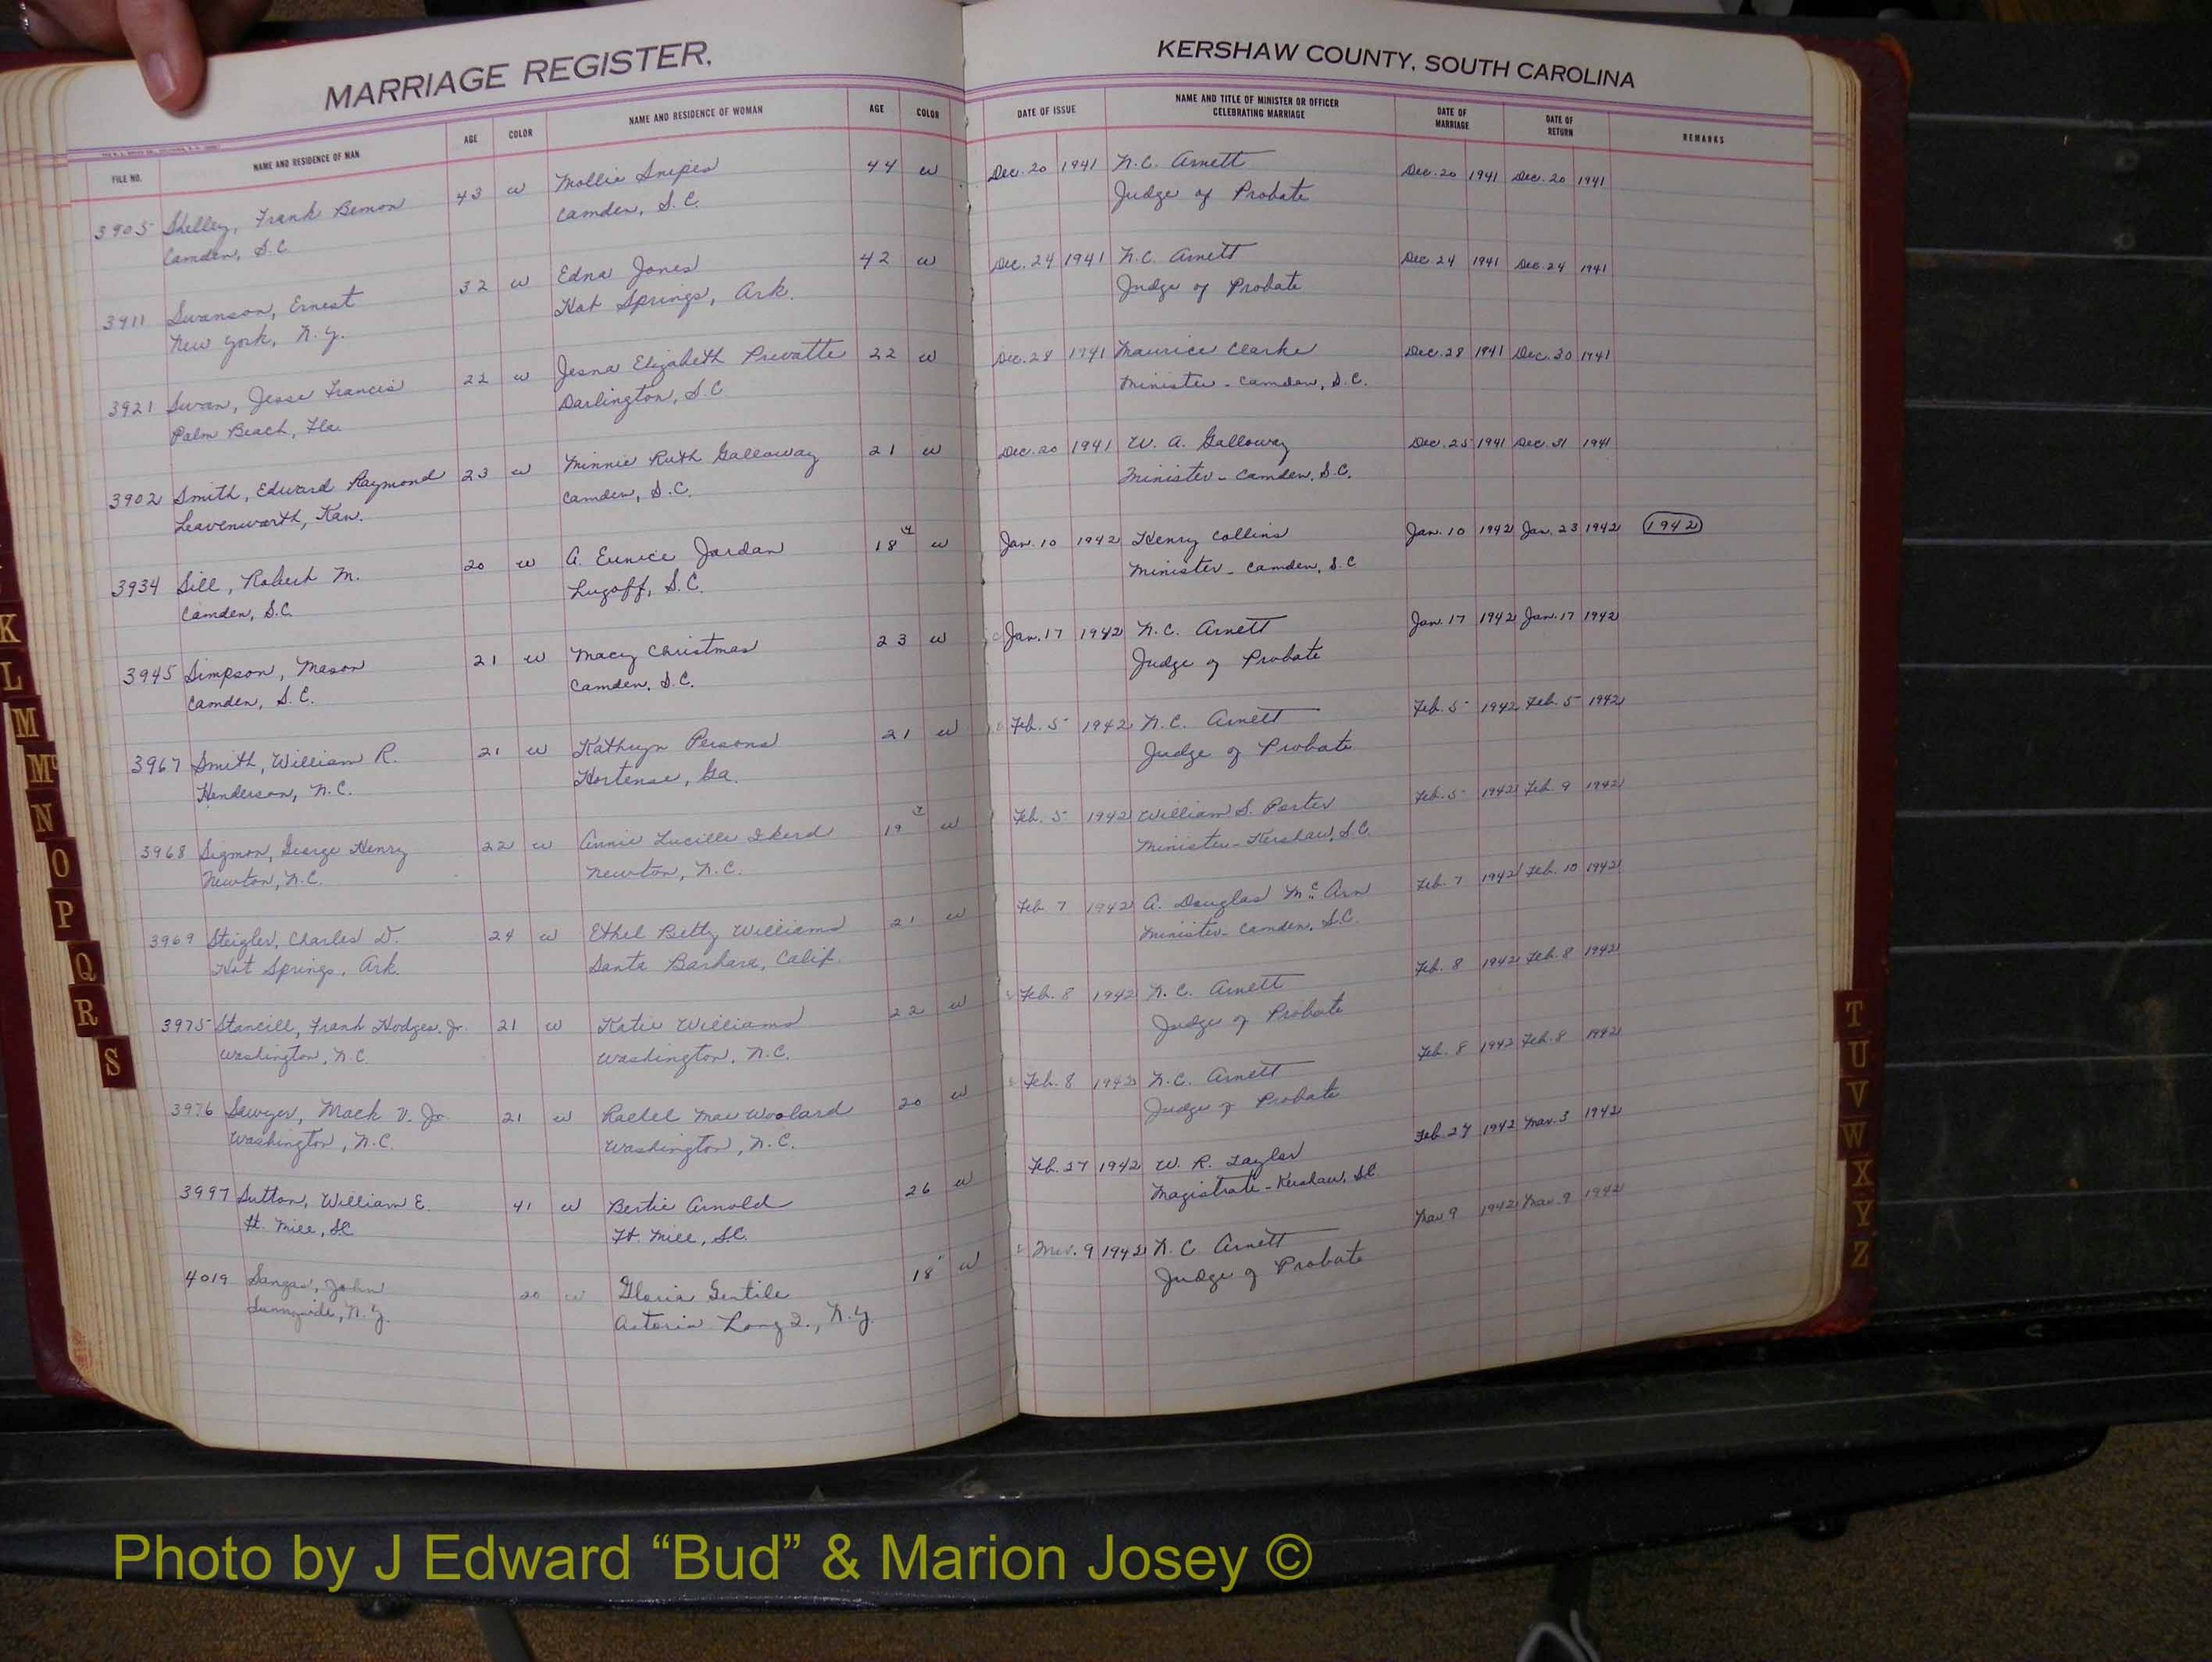 MARRIAGE REGISTER,
KERSHAW COUNTY, SOUTH CAROLINA
FILE NO. NAME AND RESIDENCE OF MAN AGE COLOR NAME AND RESIDENCE OF WOMAN AGE COLOR DATE OF ISSUE NAME AND TITLE OF MINISTER OR OFFICER CELEBRATING MARRIAGE DATE OF MARRIAGE DATE OF RETURN REMARKS
3905 Shelley, Frank Bemon 43 w Mollie Snipes 44 w Dec. 20 1941 N.C. Arnett Dec. 20 1941 Dec. 20 1941
Camden, S.C. Camden, S.C. Judge of Probate
3911 Swanson, Ernest 32 w Edna Jones 42 w Dec. 24 1941 N.C. Arnett Dec. 24 1941 Dec. 24 1941
New York, N.Y. Hot Springs, Ark. Judge of Probate
3921 Swan, Jesse Francis 22 w Jesna Elizabeth Prevatte 22 w Dec. 28 1941 Maurice Clarke Dec. 28 1941 Dec. 30 1941
Palm Beach, Fla. Darlington, S.C Minister - Camden, S.C.
3902 Smith, Edward Raymond 23 w Minnie Ruth Galloway 21 w Dec. 20 1941 W. A. Galloway Dec. 25 1941 Dec. 31 1941
Leavenworth, Kan. Camden, S.C. Minister - Camden, S.C.
3934 Sill, Robert M. 20 w A. Eunice Jordan 18 w Jan. 10 1942 Henry Collins Jan. 10 1942 Jan. 23 1942 1942
Camden, S.C. Lugoff, S.C. Minister - Camden, S.C
3945 Simpson, Mason 21 w Macy Christmas 23 w Jan. 17 1942 N.C. Arnett Jan. 17 1942 Jan. 17 1942
Camden, S.C. Camden, S.C. Judge of Probate
3967 Smith, William R. 21 w Kathryn Persons 21 w Feb. 5 1942 N.C. Arnett Feb. 5 1942 Feb. 5 1942
Henderson, N.C. Hortense, Ga. Judge of Probate
3968 Sigmon, George Henry 22 w Annie Lucille Ikerd 19 w Feb. 5 1942 William S. Porter Feb. 5 1942 Feb. 9 1942
Newton, N.C. Newton, N.C. Minister - Kershaw, S.C.
3969 Steigler, Charles D. 24 w Ethel Betty Williams 21 w Feb. 7 1942 A. Douglas McArn Feb. 7 1942 Feb. 10 1942
Hot Springs, Ark. Santa Barbara, Calif. Minister - Camden, S.C.
3975 Stancill, Frank Hodges, Jr. 21 w Katie Williams 22 w Feb. 8 1942 N.C. Arnett Feb. 8 1942 Feb. 8 1942
Washington, N.C. Washington, N.C. Judge of Probate
3976 Sawyer, Mack V. Jr. 21 w Rachel Mae Woolard 20 w Feb. 8 1942 N.C. Arnett Feb. 8 1942 Feb. 8 1942
Washington, N.C. Washington, N.C. Judge of Probate
3997 Sutton, William E. 41 w Bertie Arnold 26 w Feb. 27 1942 W. R. Taylor Feb. 27 1942 Mar. 3 1942
Ft. Mill, S.C Ft. Mill, S.C. Magistrate - Kershaw, S.C.
4019 Sangas, John 20 w Gloria Gentile 18 w Mar. 9 1942 N.C. Arnett Mar 9 1942 Mar. 9 1942
Sunnyside, N.Y. Astoria Long I., N.Y. Judge of Probate
K
L
M
Mc
N
O
P
Q
R
S
T
U
V
W
X
Y
Z
Photo by J Edward “Bud” & Marion Josey ©